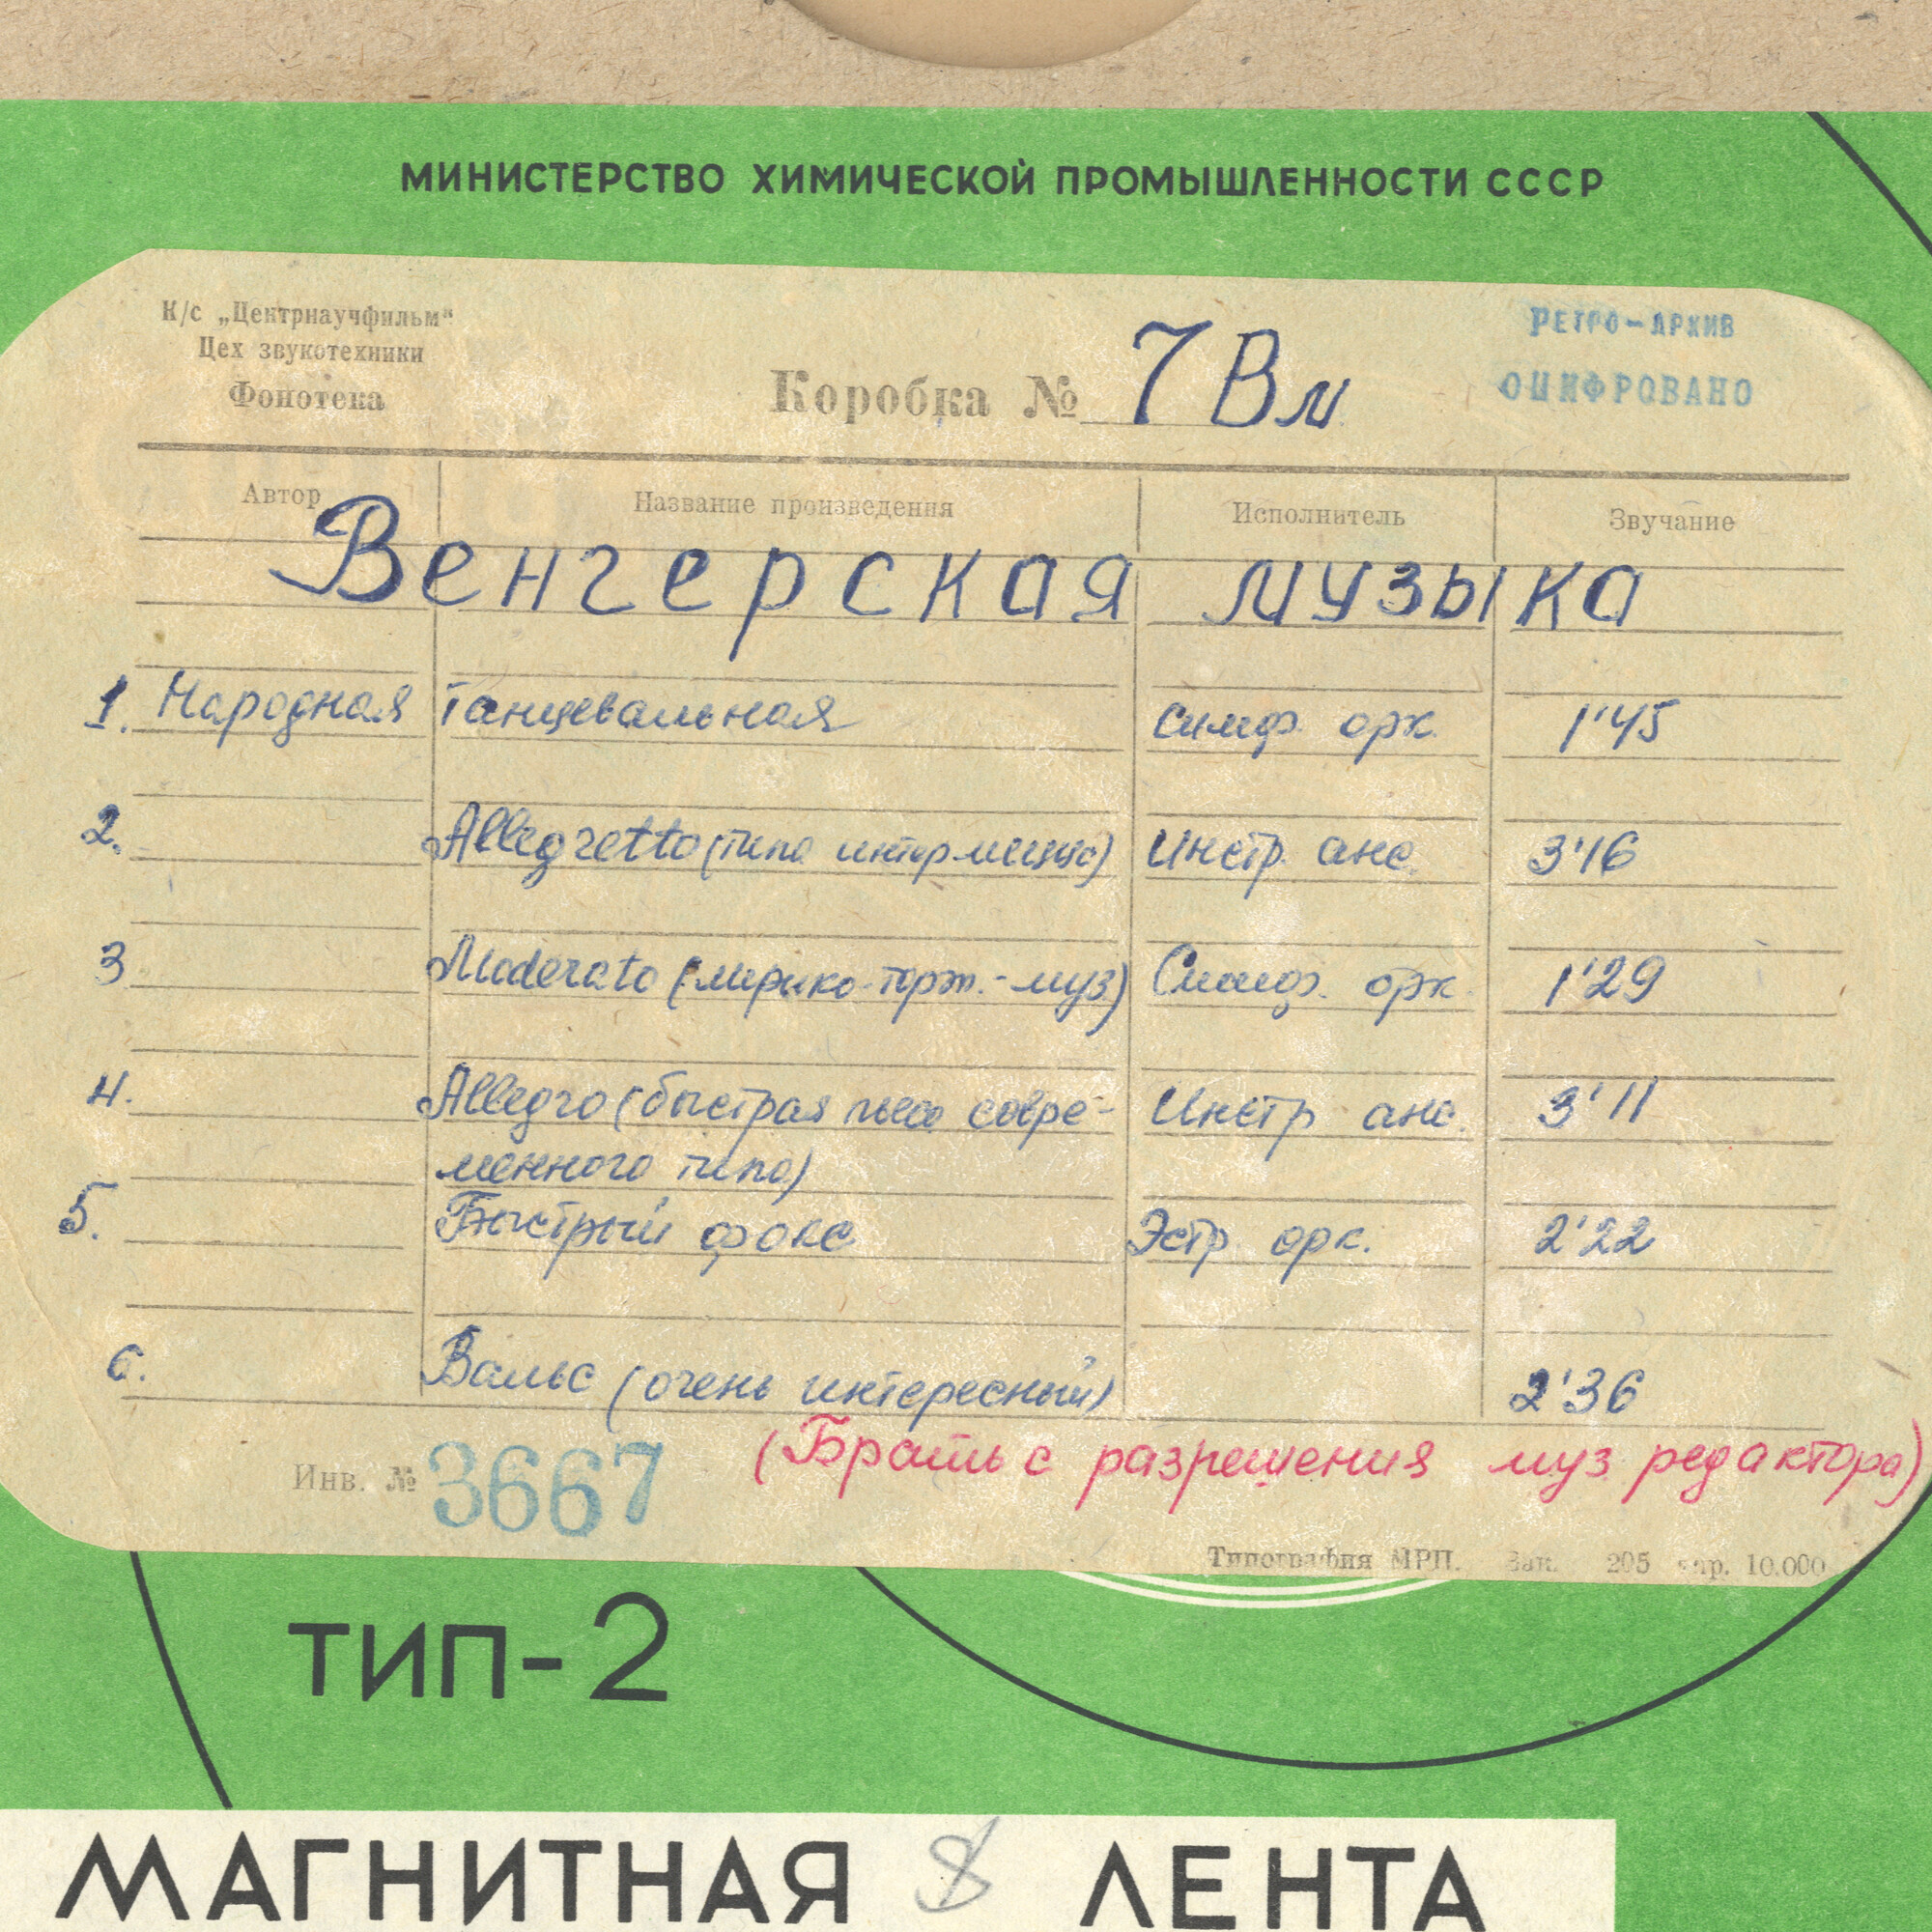 МИНИСТЕРСТВО ХИМИЧЕСКОЙ ПРОМЫШЛЕННОСТИ СССР
К/с „Центрнаучфильм“
Цех звукотехники
Фонотека
Коробка № 7 Вм
РЕТРО-АРХИВ
ОЦИФРОВАНО
Автор Название произведения Исполнитель Звучание
Венгерская музыка
1. Народная Танцевальная Симф. орк. 1'45
2. Allegretto (типа интермеццо) Инстр. анс. 3'16
3 Moderato (лирико-торж.-муз) Симф. орк. 1'29
4. Allegro (быстрая пьеса совре-
менного типа) Инстр анс. 3'11
5. Быстрый фокс Эстр орк. 2'22
6. Вальс (очень интересный) 2'36
(Брать с разрешения муз. редактора)
Инв. № 3667
Типография МРП. Зак. 205 тир. 10.000
ТИП-2
МАГНИТНАЯ 8 ЛЕНТА